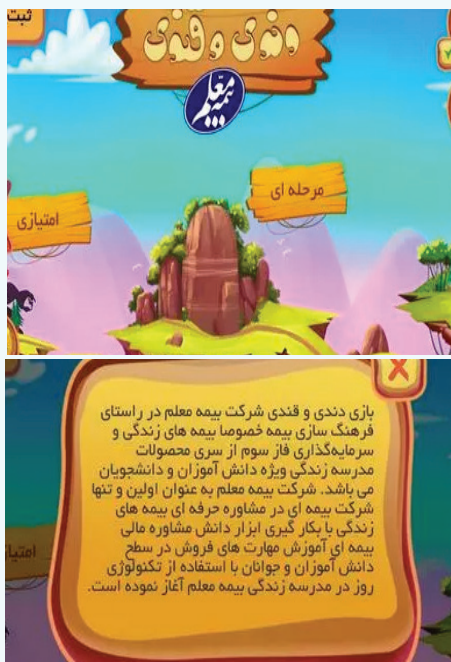 ثبت
دندی و قندی
بیمه معلم
۷
مرحله ای
امتیازی
بازی دندی و قندی شرکت بیمه معلم در راستای
فرهنگ سازی بیمه خصوصا بیمه های زندگی و
سرمایه‌گذاری فاز سوم از سری محصولات
مدرسه زندگی ویژه دانش آموزان و دانشجویان
می باشد. شرکت بیمه معلم به عنوان اولین و تنها
شرکت بیمه ای در مشاوره حرفه ای بیمه های
زندگی با بکار گیری ابزار دانش مشاوره مالی
بیمه ای آموزش مهارت های فروش در سطح
دانش آموزان و جوانان با استفاده از تکنولوژی
روز در مدرسه زندگی بیمه معلم آغاز نموده است.